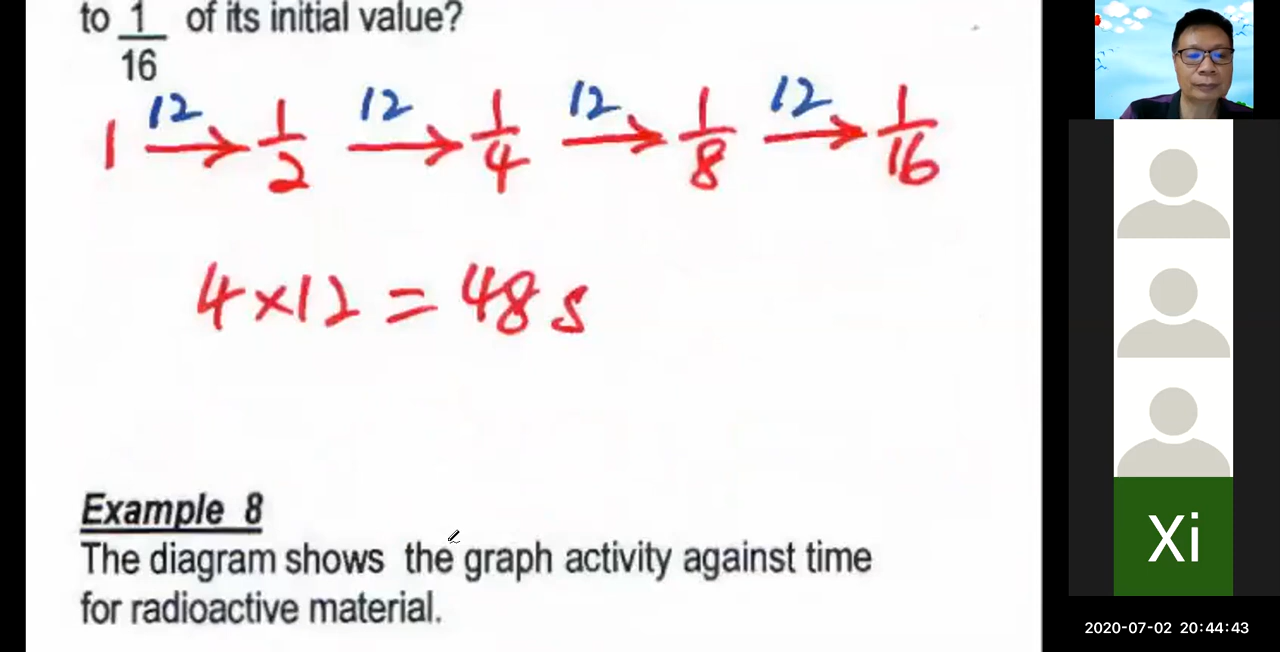 to 1/16 of its initial value?
12 12 12 12
1 → 1/2 → 1/4 → 1/8 → 1/16
4 × 12 = 48 s
Example 8
The diagram shows the graph activity against time
for radioactive material.
Xi
2020-07-02 20:44:43